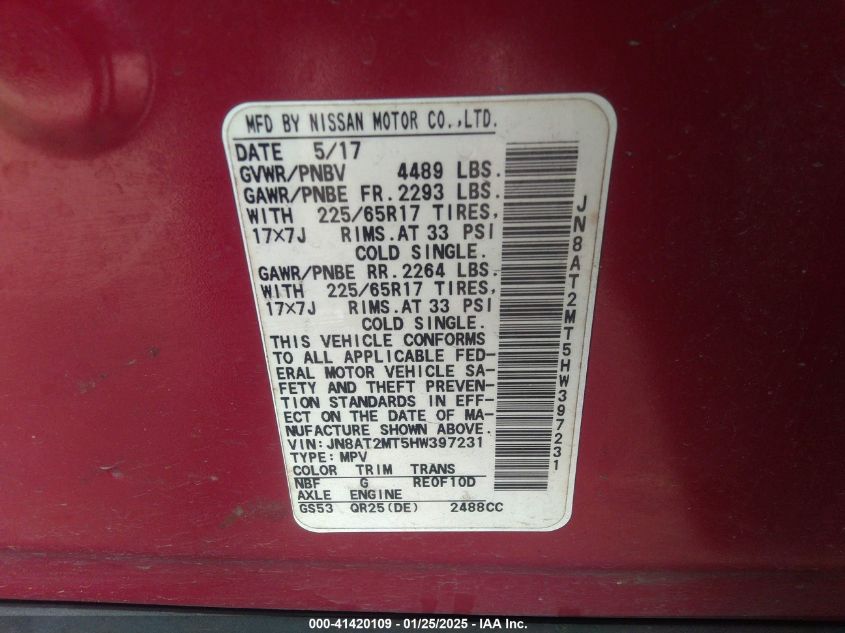 MFD BY NISSAN MOTOR CO.,LTD.
DATE 5/17
GVWR/PNBV 4489 LBS.
GAWR/PNBE FR. 2293 LBS.
WITH 225/65R17 TIRES,
17×7J RIMS. AT 33 PSI
COLD SINGLE.
GAWR/PNBE RR. 2264 LBS.
WITH 225/65R17 TIRES,
17×7J RIMS. AT 33 PSI
COLD SINGLE.
THIS VEHICLE CONFORMS
TO ALL APPLICABLE FED-
ERAL MOTOR VEHICLE SA-
FETY AND THEFT PREVEN-
TION STANDARDS IN EFF-
ECT ON THE DATE OF MA-
NUFACTURE SHOWN ABOVE.
VIN:JN8AT2MT5HW397231
TYPE:MPV
COLOR TRIM TRANS
NBF G RE0F10D
AXLE ENGINE
GS53 QR25(DE) 2488CC
JN8AT2MT5HW397231
000-41420109 - 01/25/2025 - IAA Inc.